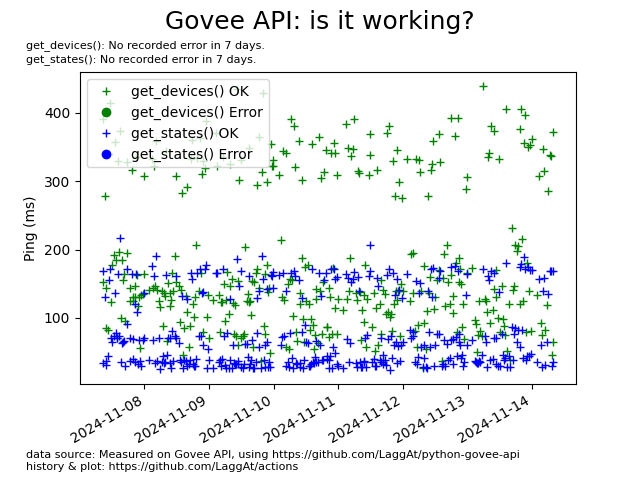 Govee API: is it working?
get_devices(): No recorded error in 7 days.
get_states(): No recorded error in 7 days.
get_devices() OK
get_devices() Error
get_states() OK
get_states() Error
400
300
200
100
Ping (ms)
2024-11-08
2024-11-09
2024-11-10
2024-11-11
2024-11-12
2024-11-13
2024-11-14
data source: Measured on Govee API, using https://github.com/LaggAt/python-govee-api
history & plot: https://github.com/LaggAt/actions